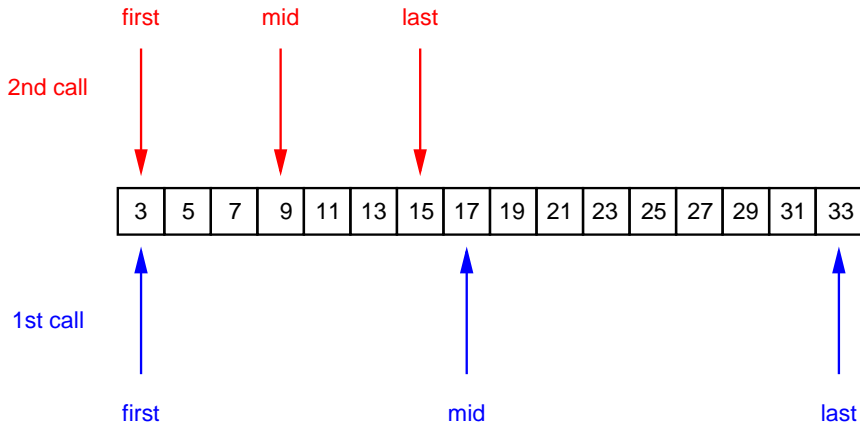 first mid last
2nd call
3 5 7 9 11 13 15 17 19 21 23 25 27 29 31 33
1st call
first mid last